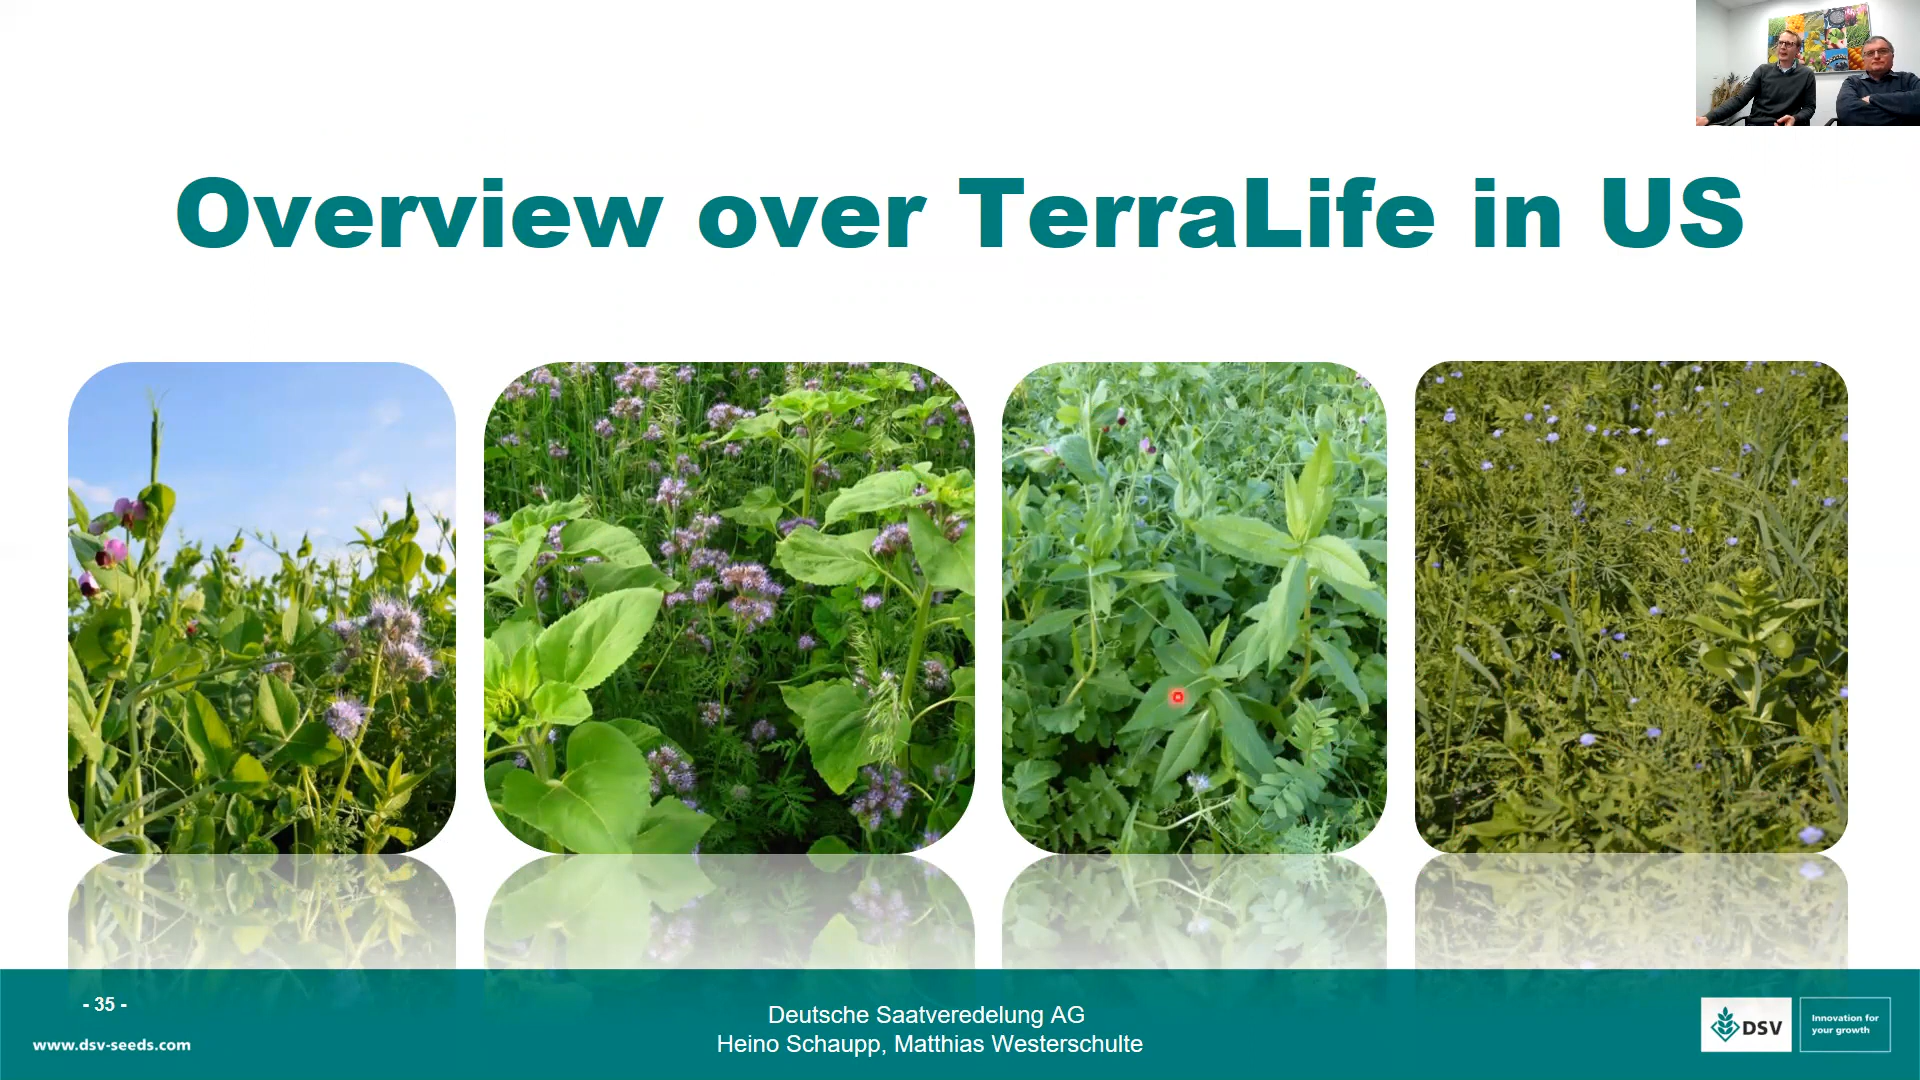 Overview over TerraLife in US
- 35 -
www.dsv-seeds.com
Deutsche Saatveredelung AG
Heino Schaupp, Matthias Westerschulte
DSV
Innovation for
your growth